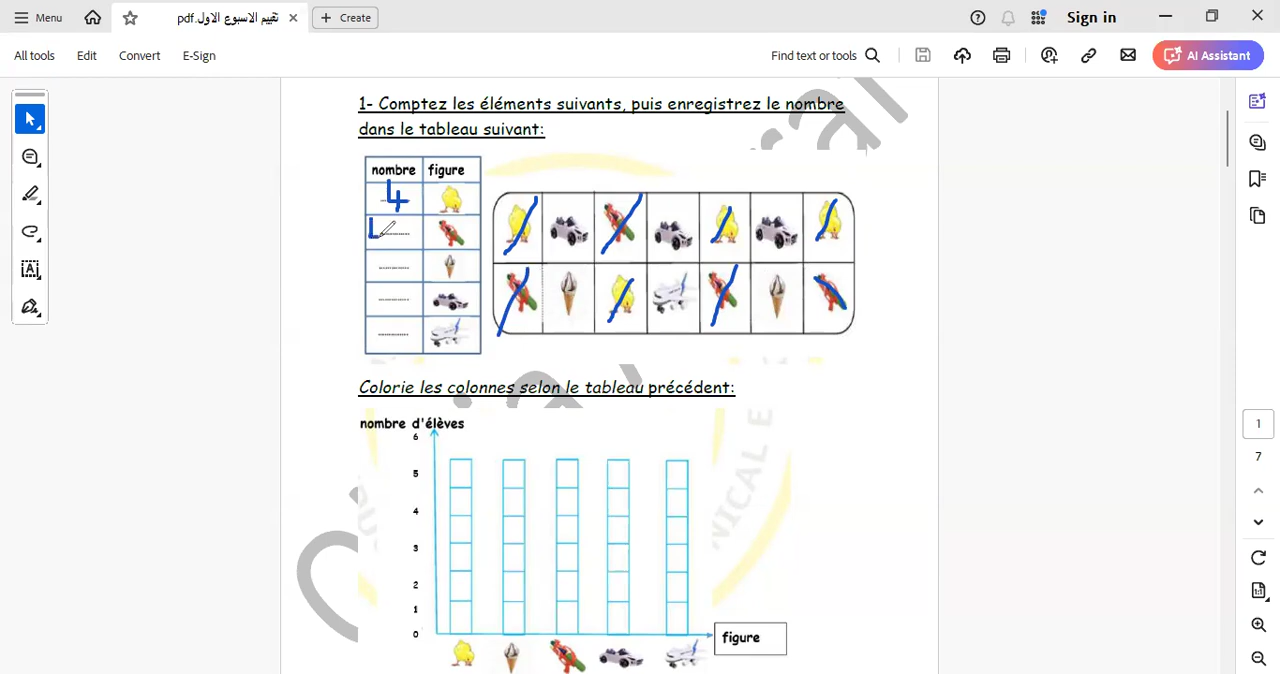 Menu
تقييم الاسبوع الاول.pdf
Create
Sign in
All tools
Edit
Convert
E-Sign
Find text or tools
AI Assistant
1- Comptez les éléments suivants, puis enregistrez le nombre
dans le tableau suivant:
nombre figure
4
Colorie les colonnes selon le tableau précédent:
nombre d'élèves
6
5
4
3
2
1
0
figure
1
7